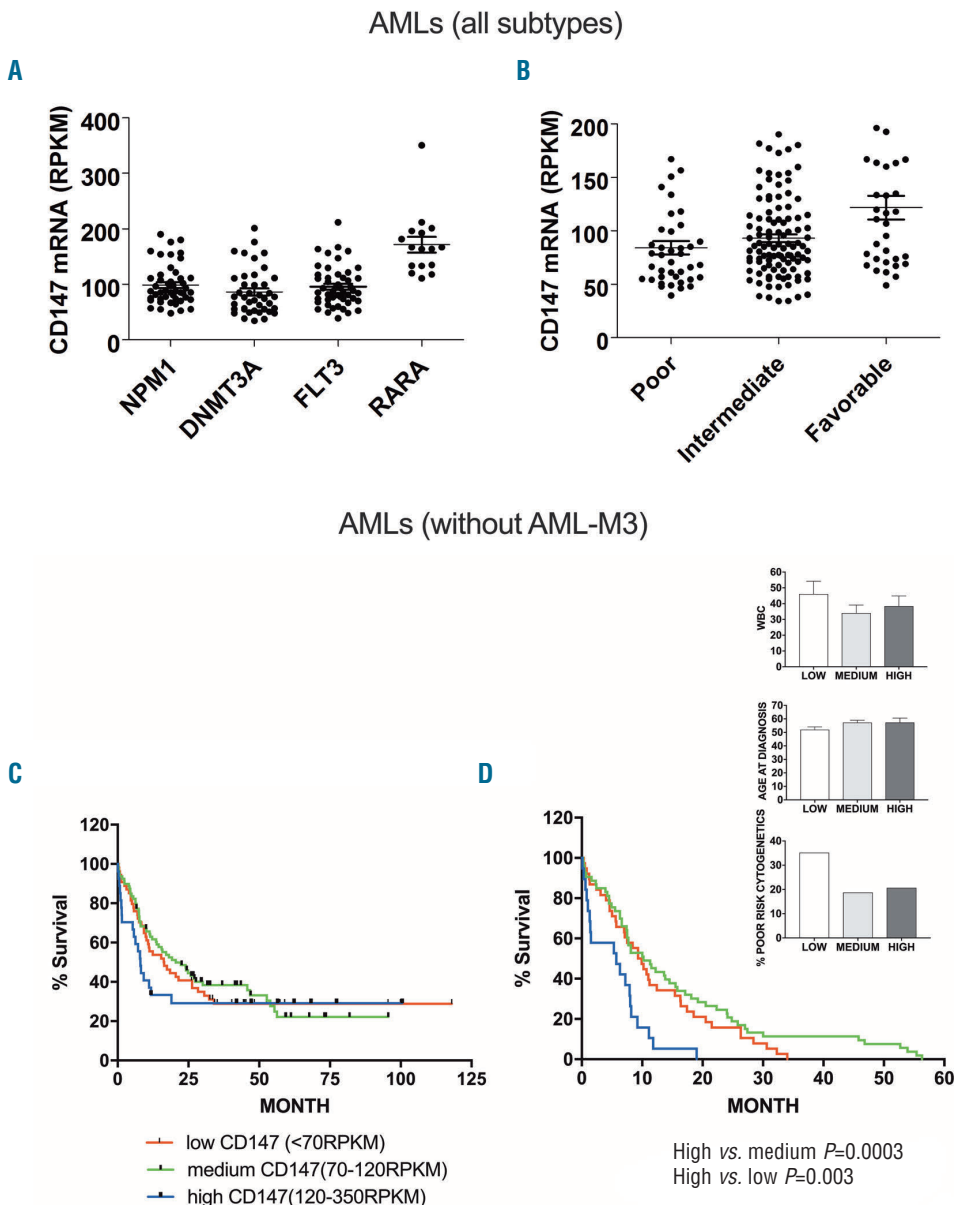 AMLs (all subtypes)
A
B
CD147 mRNA (RPKM)
400
300
200
100
0
NPM1
DNMT3A
FLT3
RARA
CD147 mRNA (RPKM)
200
150
100
50
0
Poor
Intermediate
Favorable
AMLs (without AML-M3)
WBC
60
50
40
30
20
10
0
LOW MEDIUM HIGH
AGE AT DIAGNOSIS
70
60
50
40
30
20
10
0
LOW MEDIUM HIGH
% POOR RISK CYTOGENETICS
40
30
20
10
0
LOW MEDIUM HIGH
C
D
% Survival
120
100
80
60
40
20
0
0 25 50 75 100 125
MONTH
% Survival
120
100
80
60
40
20
0
0 10 20 30 40 50 60
MONTH
low CD147 (<70RPKM)
medium CD147(70-120RPKM)
high CD147(120-350RPKM)
High vs. medium P=0.0003
High vs. low P=0.003